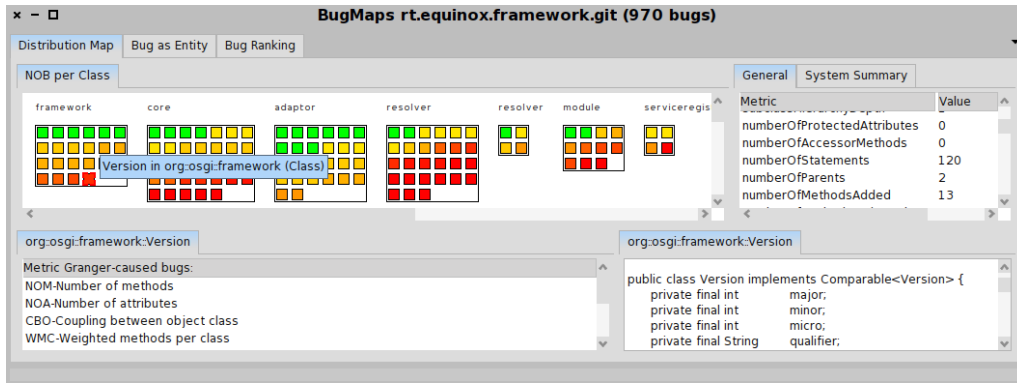 BugMaps rt.equinox.framework.git (970 bugs)
Distribution Map Bug as Entity Bug Ranking
NOB per Class
framework core adaptor resolver resolver module serviceregis
Version in org:osgi:framework (Class)
General System Summary
Metric Value
numberOfProtectedAttributes 0
numberOfAccessorMethods 0
numberOfStatements 120
numberOfParents 2
numberOfMethodsAdded 13
org:osgi:framework::Version
Metric Granger-caused bugs:
NOM-Number of methods
NOA-Number of attributes
CBO-Coupling between object class
WMC-Weighted methods per class
org:osgi:framework::Version
public class Version implements Comparable<Version> {
private final int major;
private final int minor;
private final int micro;
private final String qualifier;